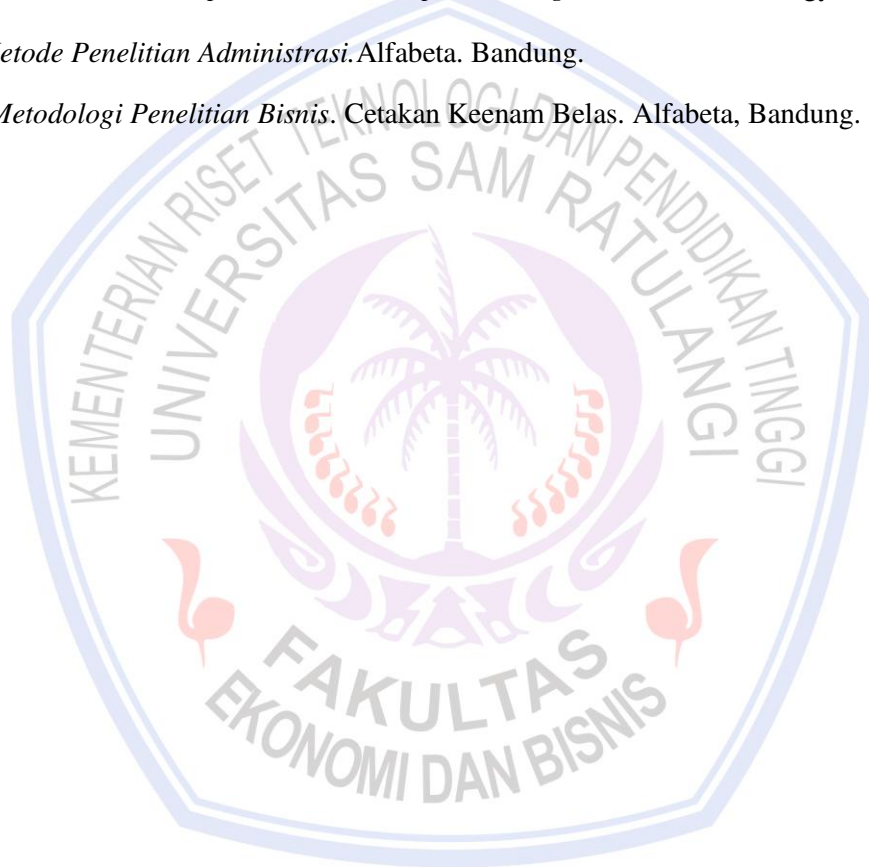 etode Penelitian Administrasi.Alfabeta. Bandung.
Metodologi Penelitian Bisnis. Cetakan Keenam Belas. Alfabeta, Bandung.
KEMENTERIAN RISET TEKNOLOGI DAN PENDIDIKAN TINGGI
UNIVERSITAS SAM RATULANGI
FAKULTAS
EKONOMI DAN BISNIS